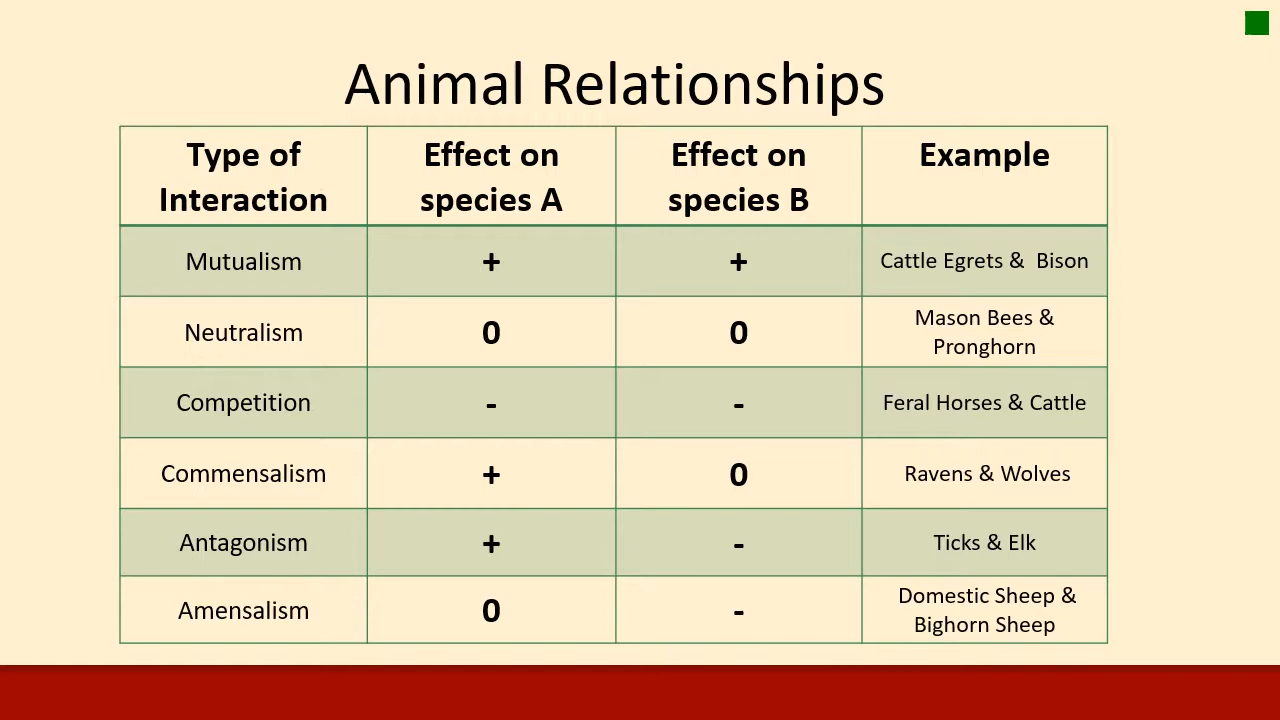 Animal Relationships
Type of Interaction Effect on species A Effect on species B Example
Mutualism + + Cattle Egrets &  Bison
Neutralism 0 0 Mason Bees & Pronghorn
Competition - - Feral Horses & Cattle
Commensalism + 0 Ravens & Wolves
Antagonism + - Ticks & Elk
Amensalism 0 - Domestic Sheep & Bighorn Sheep